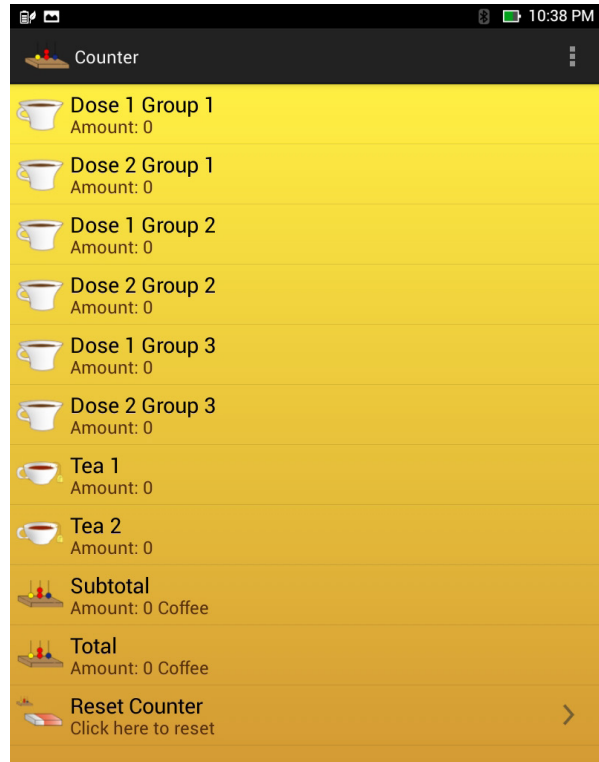 10:38 PM
Counter
Dose 1 Group 1
Amount: 0
Dose 2 Group 1
Amount: 0
Dose 1 Group 2
Amount: 0
Dose 2 Group 2
Amount: 0
Dose 1 Group 3
Amount: 0
Dose 2 Group 3
Amount: 0
Tea 1
Amount: 0
Tea 2
Amount: 0
Subtotal
Amount: 0 Coffee
Total
Amount: 0 Coffee
Reset Counter
Click here to reset